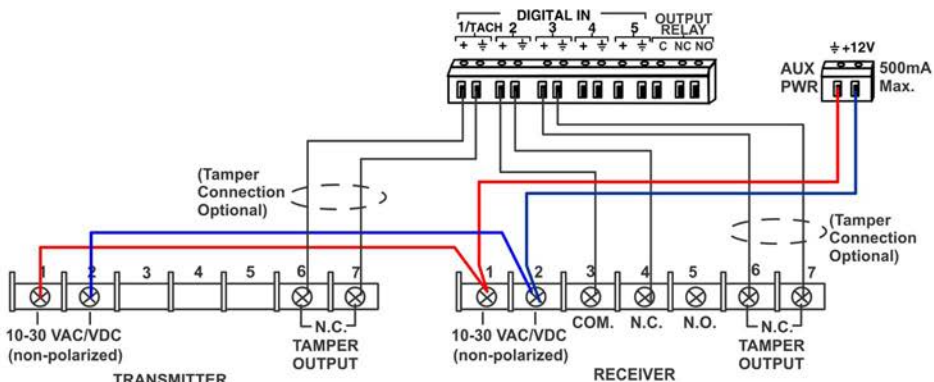 DIGITAL IN
OUTPUT
RELAY
1/TACH 2 3 4 5
+ ⏚ + ⏚ + ⏚ + ⏚ + ⏚ C NC NO
⏚ +12V
AUX
PWR
500mA
Max.
(Tamper
Connection
Optional)
(Tamper
Connection
Optional)
1 2 3 4 5 6 7
1 2 3 4 5 6 7
10-30 VAC/VDC
(non-polarized)
N.C.
TAMPER
OUTPUT
TRANSMITTER
10-30 VAC/VDC
(non-polarized)
COM. N.C. N.O.
N.C.
TAMPER
OUTPUT
RECEIVER